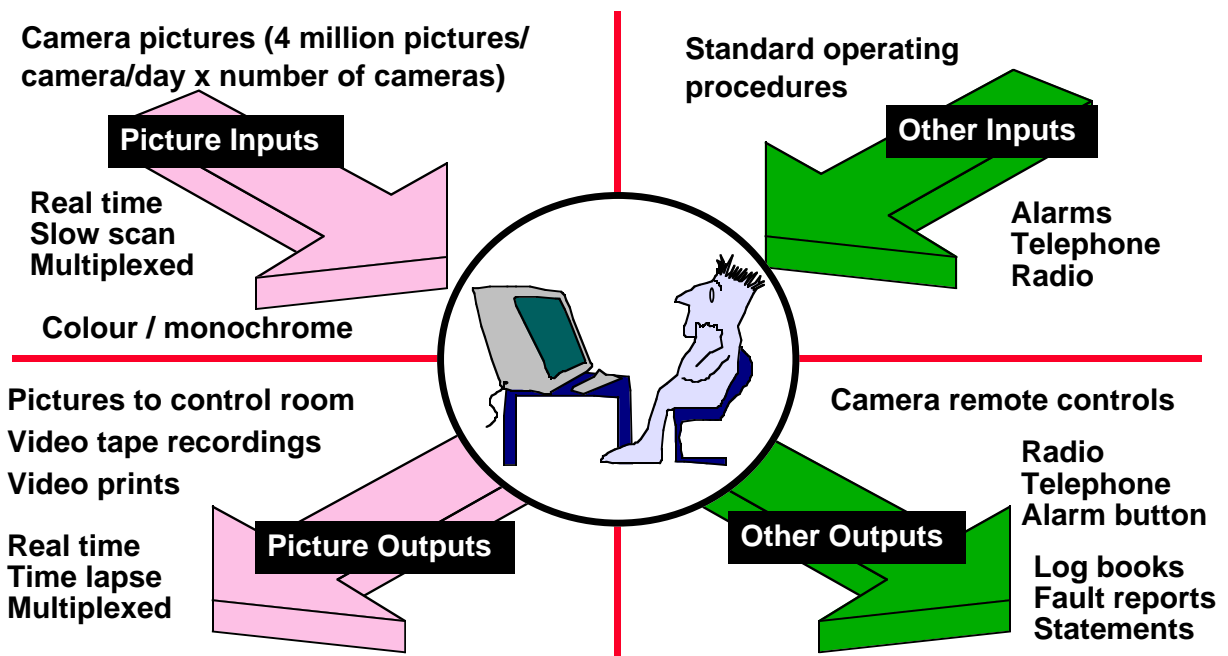 Camera pictures (4 million pictures/
camera/day x number of cameras)
Picture Inputs
Real time
Slow scan
Multiplexed
Colour / monochrome
Standard operating
procedures
Other Inputs
Alarms
Telephone
Radio
Pictures to control room
Video tape recordings
Video prints
Picture Outputs
Real time
Time lapse
Multiplexed
Camera remote controls
Radio
Telephone
Alarm button
Other Outputs
Log books
Fault reports
Statements